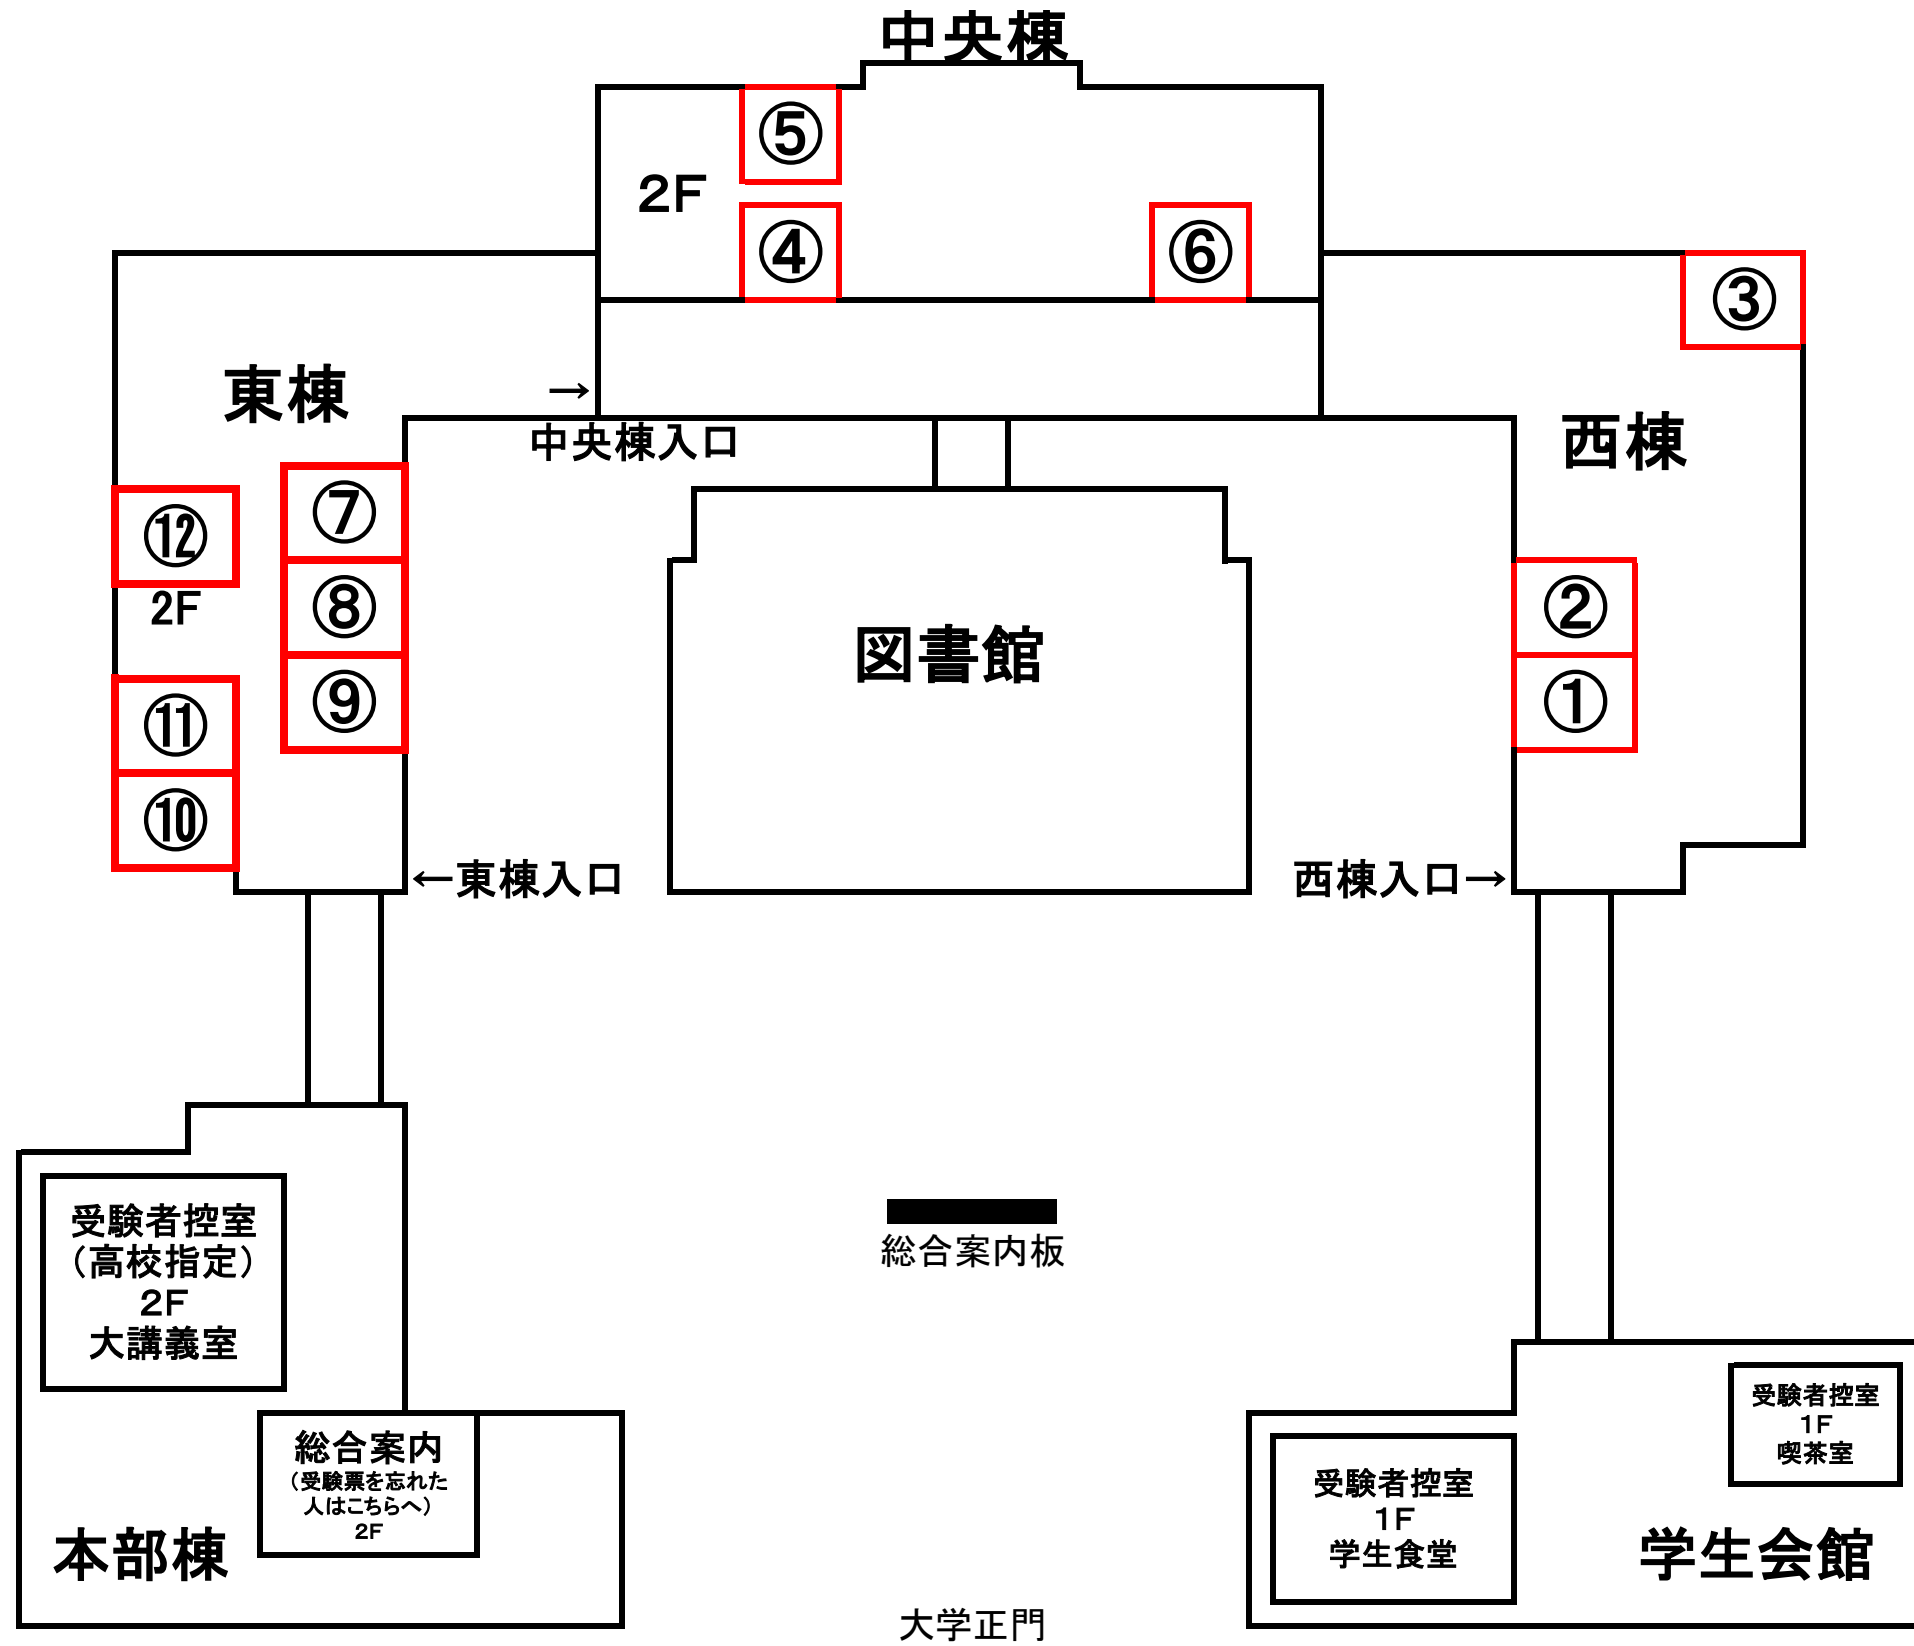 中央棟
⑤
2F
④
⑥
③
東棟
→
中央棟入口
西棟
⑦
⑫
⑧
2F
②
図書館
⑨
①
⑪
⑩
←東棟入口
西棟入口→
受験者控室
（高校指定）
2F
大講義室
総合案内板
総合案内
（受験票を忘れた
人はこちらへ）
2F
本部棟
受験者控室
1F
喫茶室
受験者控室
1F
学生食堂
学生会館
大学正門